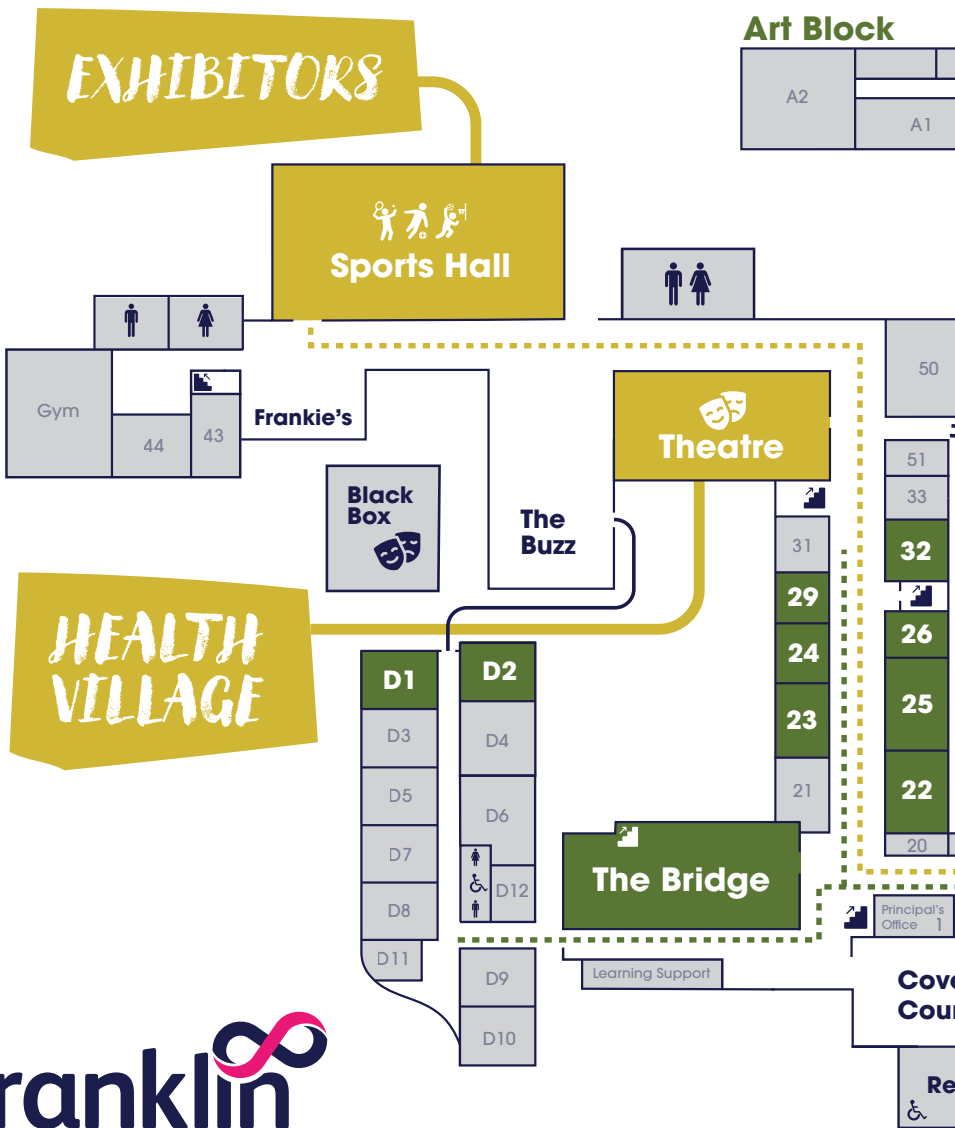 EXHIBITORS
Art Block
A2
A1
Sports Hall
50
Gym
44
43
Frankie's
Theatre
51
33
Black
Box
The
Buzz
31
32
29
26
24
25
23
22
21
20
HEALTH
VILLAGE
D1
D2
D3
D4
D5
D6
D7
D8
D12
D11
D9
D10
The Bridge
Principal's
Office 1
Learning Support